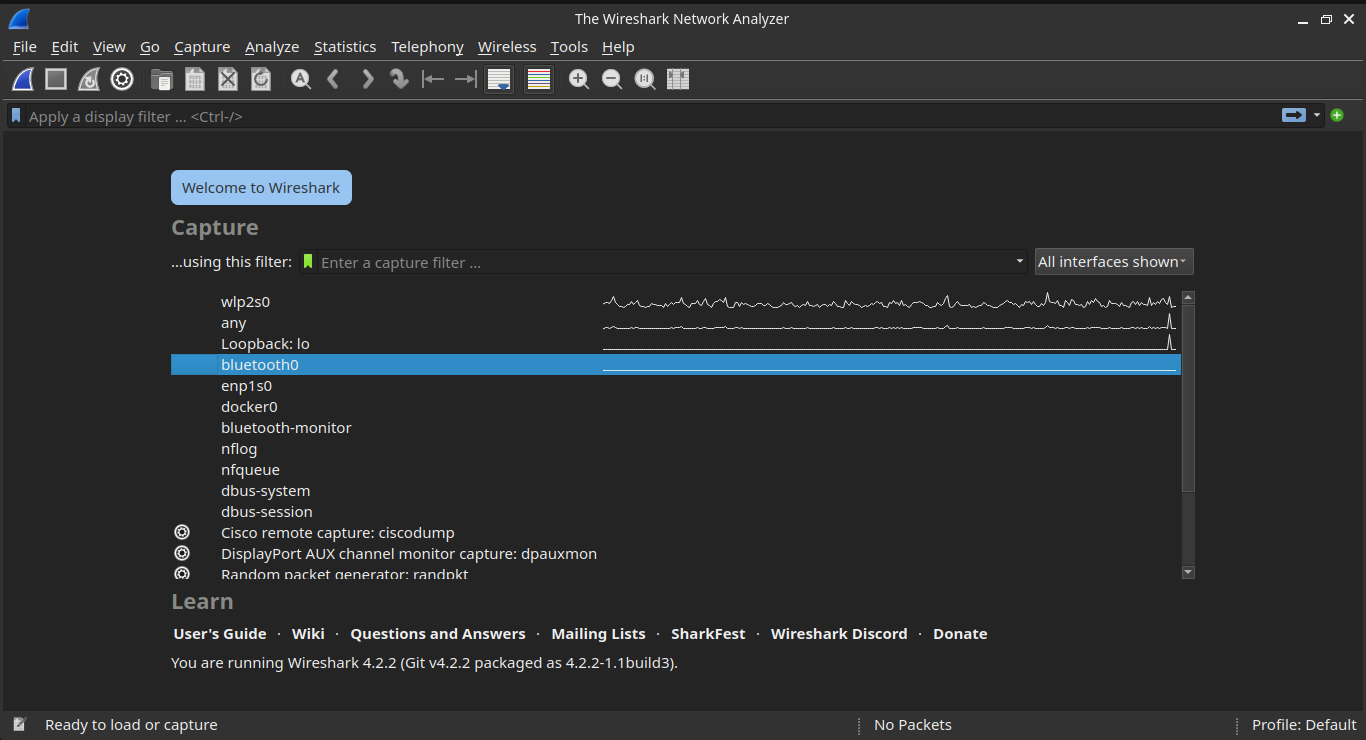 The Wireshark Network Analyzer
File Edit View Go Capture Analyze Statistics Telephony Wireless Tools Help
Apply a display filter ... <Ctrl-/>
Welcome to Wireshark
Capture
...using this filter: Enter a capture filter ... All interfaces shown
wlp2s0
any
Loopback: lo
bluetooth0
enp1s0
docker0
bluetooth-monitor
nflog
nfqueue
dbus-system
dbus-session
Cisco remote capture: ciscodump
DisplayPort AUX channel monitor capture: dpauxmon
Random packet generator: randpkt
Learn
User's Guide · Wiki · Questions and Answers · Mailing Lists · SharkFest · Wireshark Discord · Donate
You are running Wireshark 4.2.2 (Git v4.2.2 packaged as 4.2.2-1.1build3).
Ready to load or capture No Packets Profile: Default